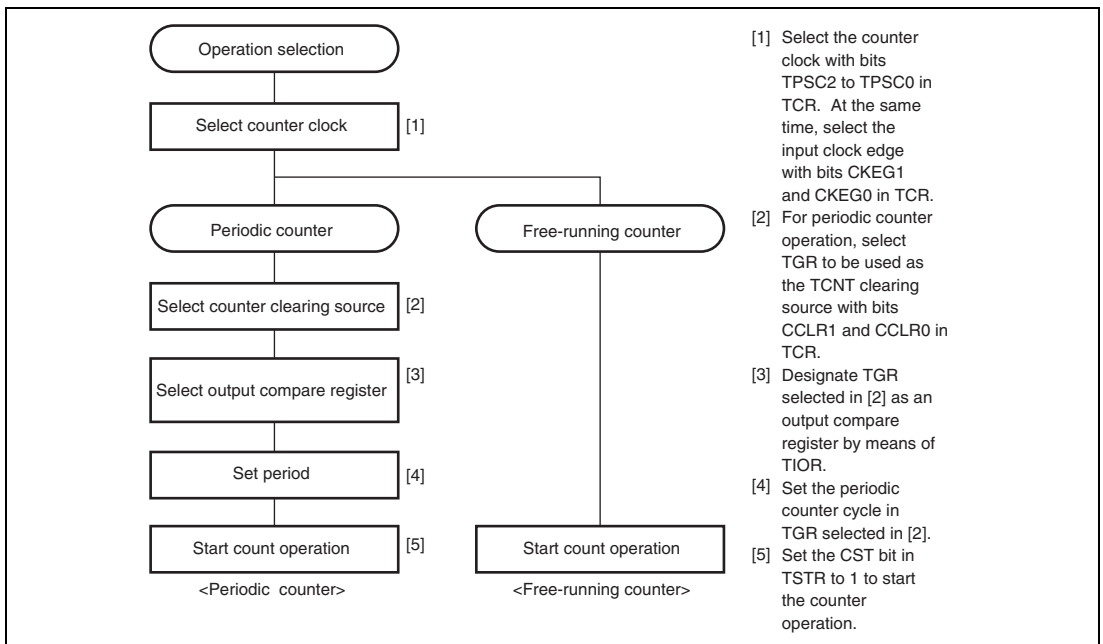 Operation selection
Select counter clock
[1]
Periodic counter
Free-running counter
Select counter clearing source
[2]
Select output compare register
[3]
Set period
[4]
Start count operation
[5]
Start count operation
<Periodic counter>
<Free-running counter>
[1] Select the counter
clock with bits
TPSC2 to TPSC0 in
TCR. At the same
time, select the
input clock edge
with bits CKEG1
and CKEG0 in TCR.
[2] For periodic counter
operation, select
TGR to be used as
the TCNT clearing
source with bits
CCLR1 and CCLR0 in
TCR.
[3] Designate TGR
selected in [2] as an
output compare
register by means of
TIOR.
[4] Set the periodic
counter cycle in
TGR selected in [2].
[5] Set the CST bit in
TSTR to 1 to start
the counter
operation.